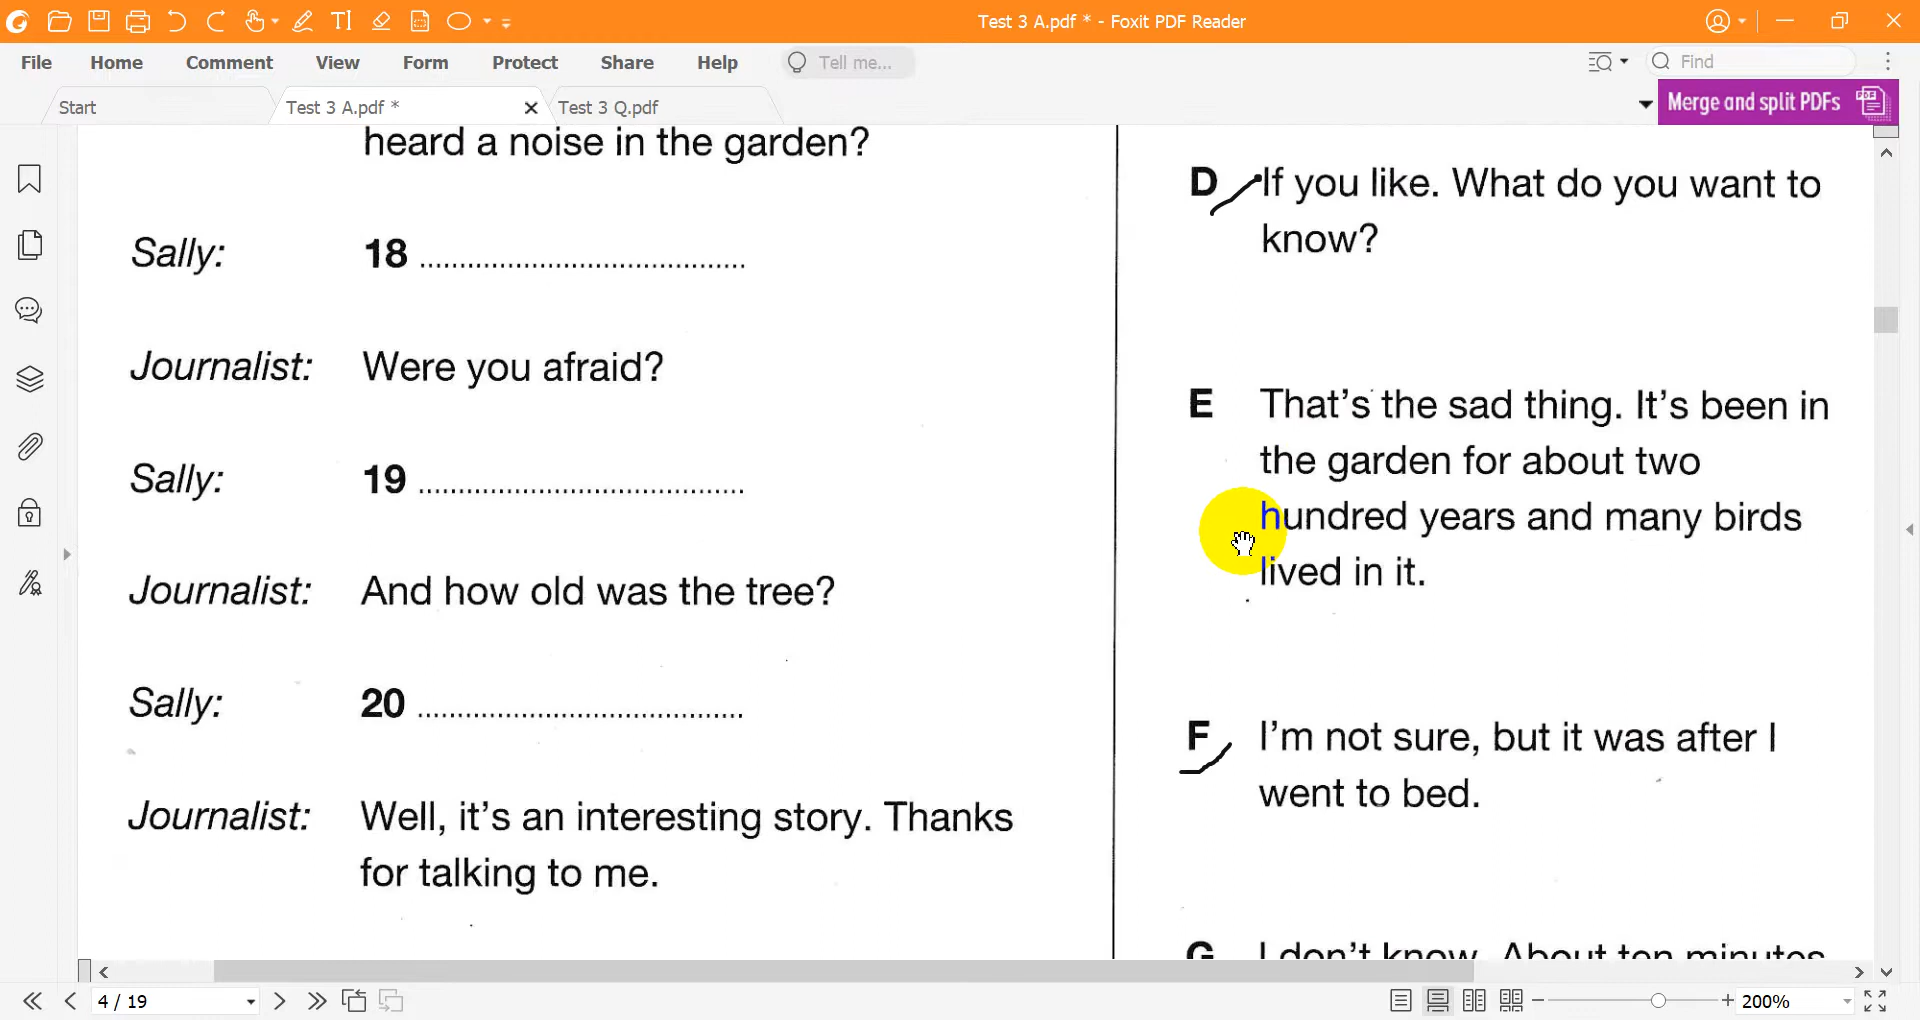 Test 3 A.pdf * - Foxit PDF Reader
File Home Comment View Form Protect Share Help Tell me... Find
Start Test 3 A.pdf * Test 3 Q.pdf Merge and split PDFs
heard a noise in the garden?
Sally: 18 ................................
Journalist: Were you afraid?
Sally: 19 ................................
Journalist: And how old was the tree?
Sally: 20 ................................
Journalist: Well, it's an interesting story. Thanks
for talking to me.
D If you like. What do you want to
know?
E That's the sad thing. It's been in
the garden for about two
hundred years and many birds
lived in it.
F I'm not sure, but it was after I
went to bed.
G I don't know. About ten minutes
4 / 19 200%